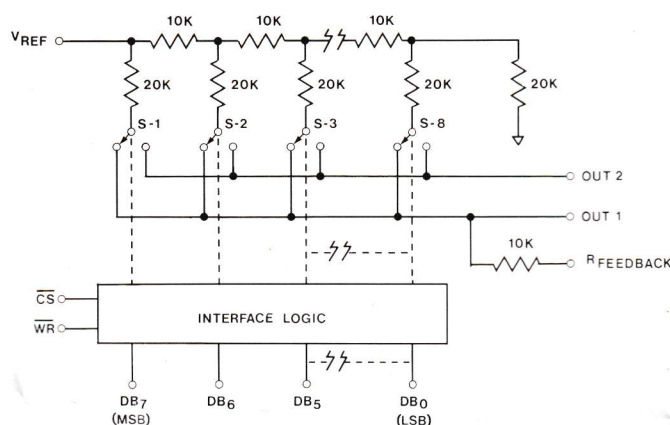 10K 10K 10K
VREF
20K 20K 20K 20K 20K
S-1 S-2 S-3 S-8
OUT 2
OUT 1
10K
RFEEDBACK
CS
INTERFACE LOGIC
WR
DB7 DB6 DB5 DB0
(MSB) (LSB)